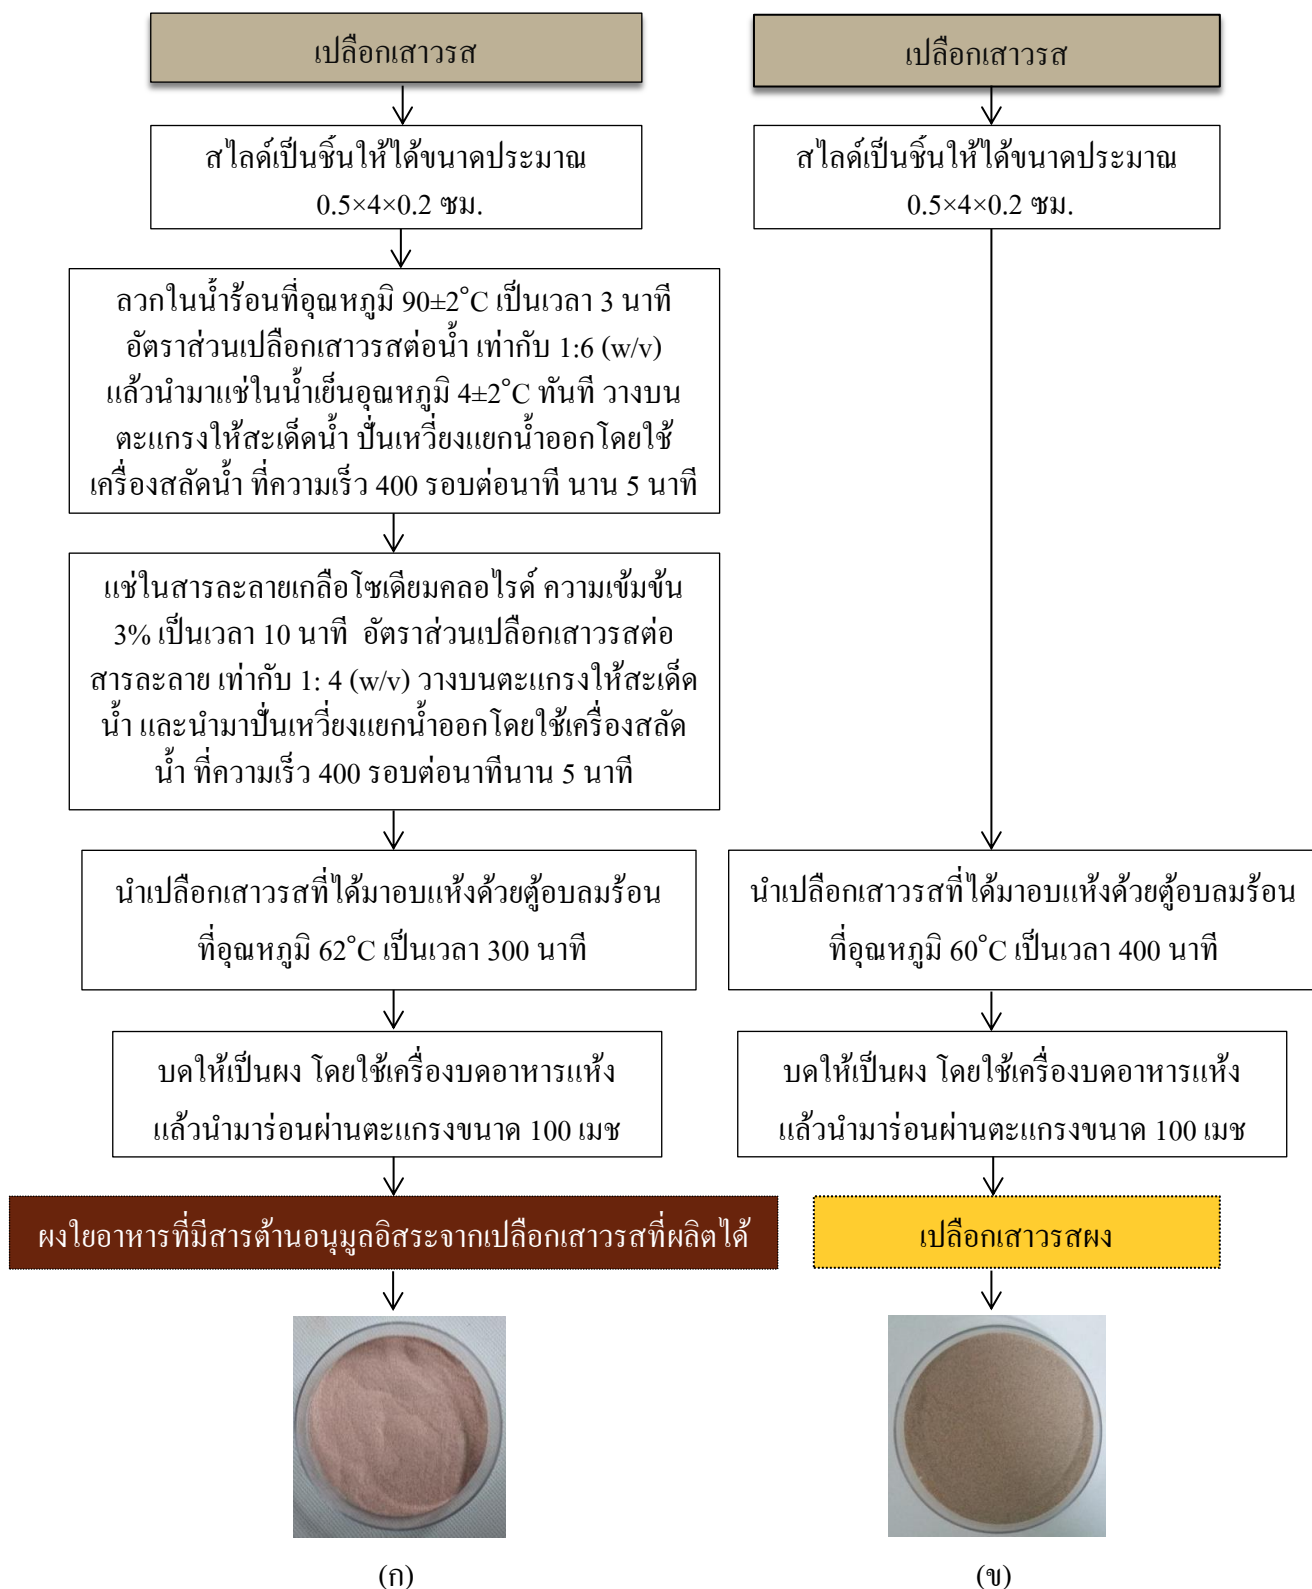 เปลือกเสาวรส
สไลด์เป็นชิ้นให้ได้ขนาดประมาณ
0.5×4×0.2 ซม.
ลวกในน้ำร้อนที่อุณหภูมิ 90±2°C เป็นเวลา 3 นาที
อัตราส่วนเปลือกเสาวรสต่อน้ำ เท่ากับ 1:6 (w/v)
แล้วนำมาแช่ในน้ำเย็นอุณหภูมิ 4±2°C ทันที วางบน
ตะแกรงให้สะเด็ดน้ำ ปั่นเหวี่ยงแยกน้ำออกโดยใช้
เครื่องสลัดน้ำ ที่ความเร็ว 400 รอบต่อนาที นาน 5 นาที
แช่ในสารละลายเกลือโซเดียมคลอไรด์ ความเข้มข้น
3% เป็นเวลา 10 นาที อัตราส่วนเปลือกเสาวรสต่อ
สารละลาย เท่ากับ 1: 4 (w/v) วางบนตะแกรงให้สะเด็ด
น้ำ และนำมาปั่นเหวี่ยงแยกน้ำออกโดยใช้เครื่องสลัด
น้ำ ที่ความเร็ว 400 รอบต่อนาทีนาน 5 นาที
นำเปลือกเสาวรสที่ได้มาอบแห้งด้วยตู้อบลมร้อน
ที่อุณหภูมิ 62°C เป็นเวลา 300 นาที
บดให้เป็นผง โดยใช้เครื่องบดอาหารแห้ง
แล้วนำมาร่อนผ่านตะแกรงขนาด 100 เมช
ผงใยอาหารที่มีสารต้านอนุมูลอิสระจากเปลือกเสาวรสที่ผลิตได้
(ก)
เปลือกเสาวรส
สไลด์เป็นชิ้นให้ได้ขนาดประมาณ
0.5×4×0.2 ซม.
นำเปลือกเสาวรสที่ได้มาอบแห้งด้วยตู้อบลมร้อน
ที่อุณหภูมิ 60°C เป็นเวลา 400 นาที
บดให้เป็นผง โดยใช้เครื่องบดอาหารแห้ง
แล้วนำมาร่อนผ่านตะแกรงขนาด 100 เมช
เปลือกเสาวรสผง
(ข)